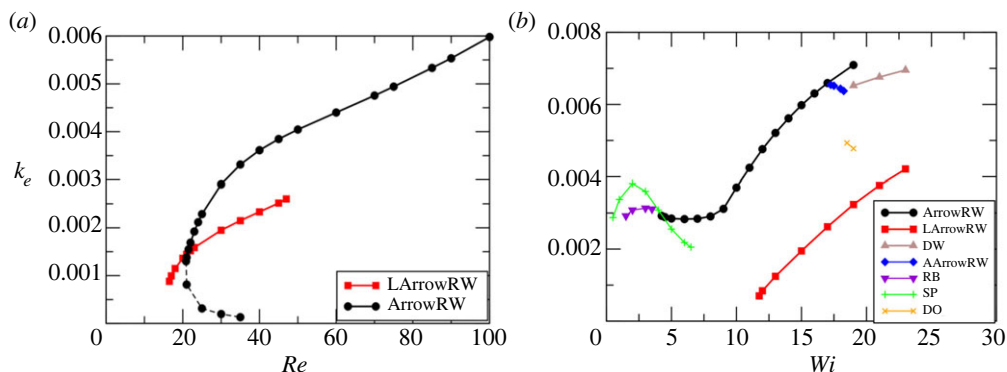 (a)
0.006
0.005
0.004
0.003
0.002
0.001
k_e
0 20 40 60 80 100
Re
LArrowRW
ArrowRW
(b)
0.008
0.006
0.004
0.002
0 5 10 15 20 25 30
Wi
ArrowRW
LArrowRW
DW
AArrowRW
RB
SP
DO